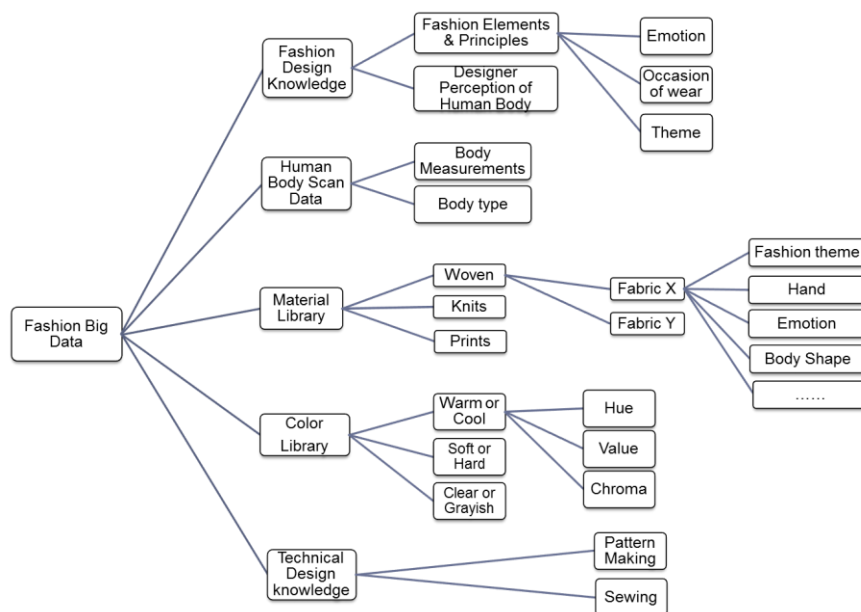 Fashion Big
Data
Fashion
Design
Knowledge
Fashion Elements
& Principles
Designer
Perception of
Human Body
Emotion
Occasion
of wear
Theme
Human
Body Scan
Data
Body
Measurements
Body type
Material
Library
Woven
Knits
Prints
Fabric X
Fabric Y
Fashion theme
Hand
Emotion
Body Shape
……
Color
Library
Warm or
Cool
Soft or
Hard
Clear or
Grayish
Hue
Value
Chroma
Technical
Design
knowledge
Pattern
Making
Sewing